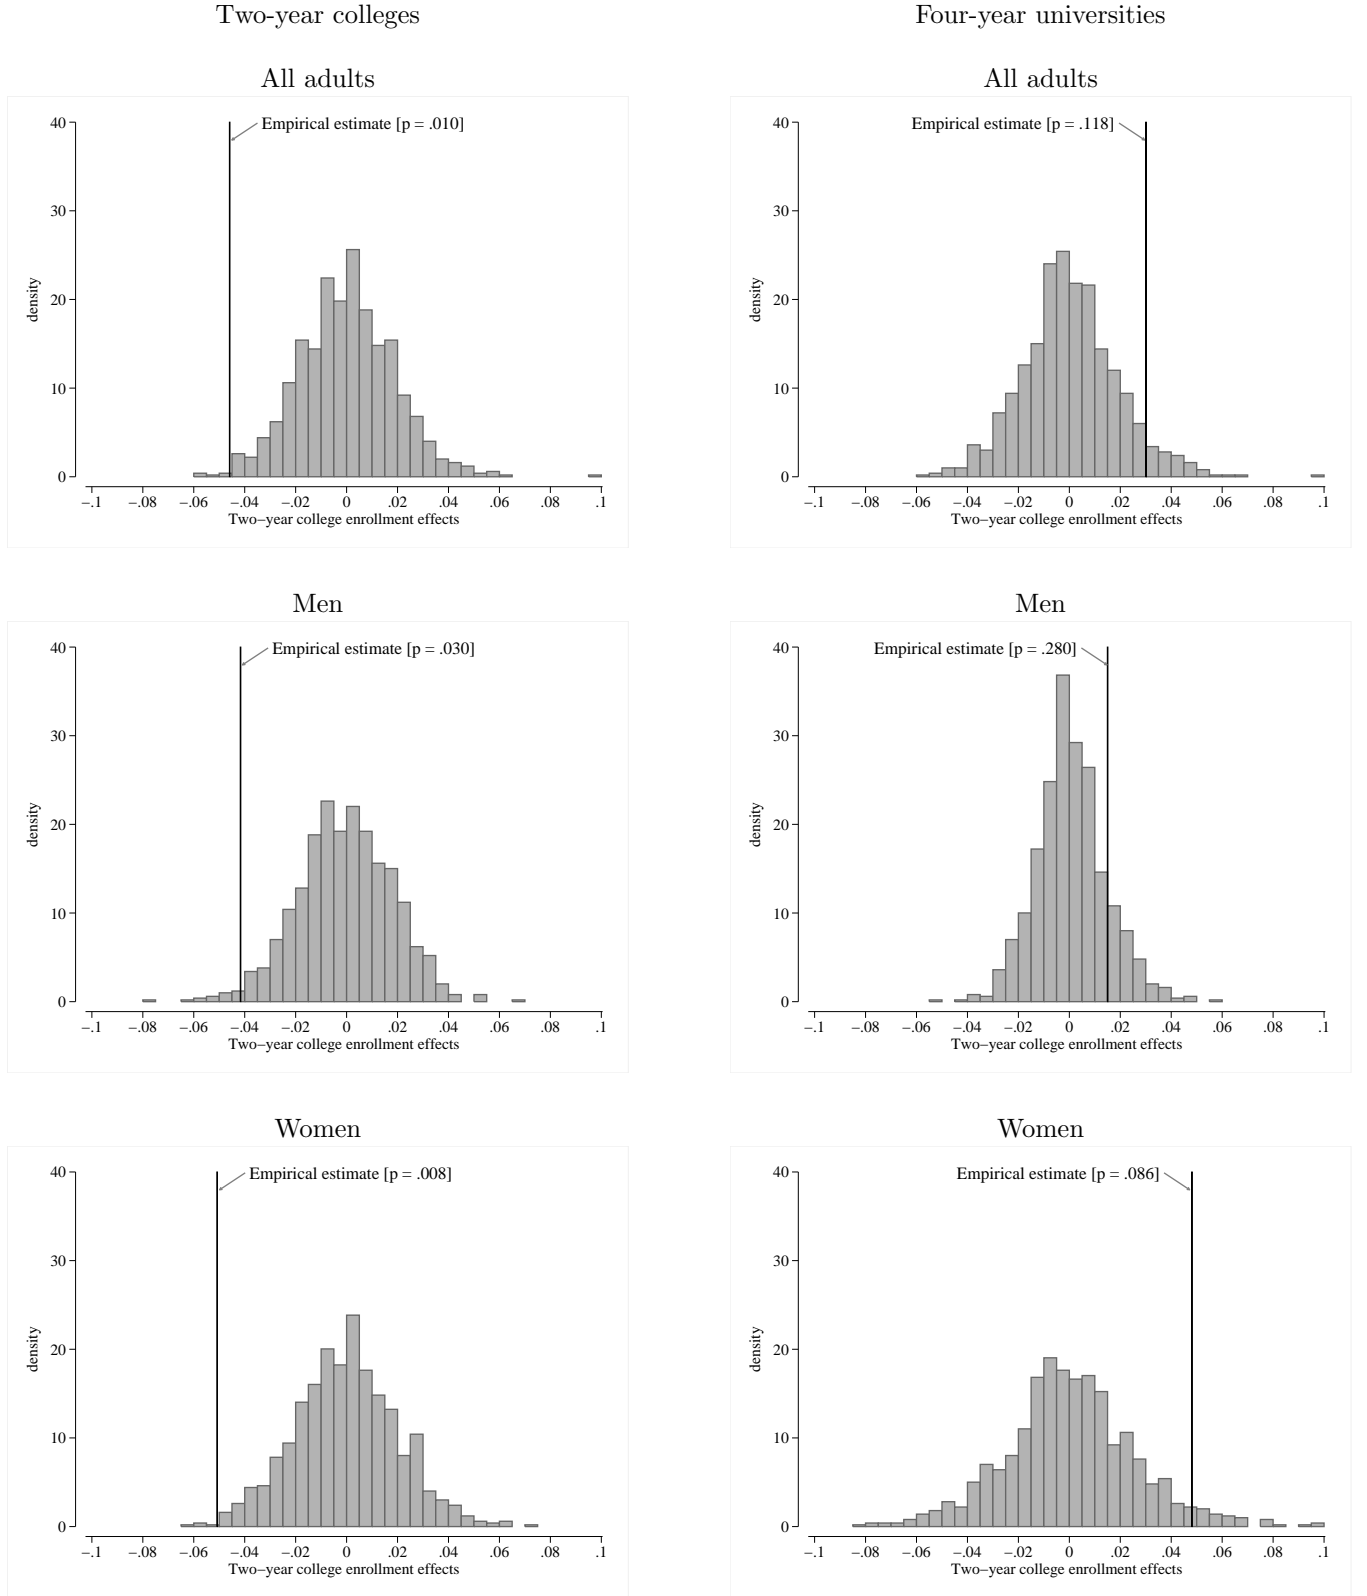 Two-year colleges
Four-year universities
All adults
All adults
Empirical estimate [p = .010]
40
30
20
10
0
density
−.1 −.08 −.06 −.04 −.02 0 .02 .04 .06 .08 .1
Two−year college enrollment effects
Empirical estimate [p = .118]
40
30
20
10
0
density
−.1 −.08 −.06 −.04 −.02 0 .02 .04 .06 .08 .1
Two−year college enrollment effects
Men
Men
Empirical estimate [p = .030]
40
30
20
10
0
density
−.1 −.08 −.06 −.04 −.02 0 .02 .04 .06 .08 .1
Two−year college enrollment effects
Empirical estimate [p = .280]
40
30
20
10
0
density
−.1 −.08 −.06 −.04 −.02 0 .02 .04 .06 .08 .1
Two−year college enrollment effects
Women
Women
Empirical estimate [p = .008]
40
30
20
10
0
density
−.1 −.08 −.06 −.04 −.02 0 .02 .04 .06 .08 .1
Two−year college enrollment effects
Empirical estimate [p = .086]
40
30
20
10
0
density
−.1 −.08 −.06 −.04 −.02 0 .02 .04 .06 .08 .1
Two−year college enrollment effects